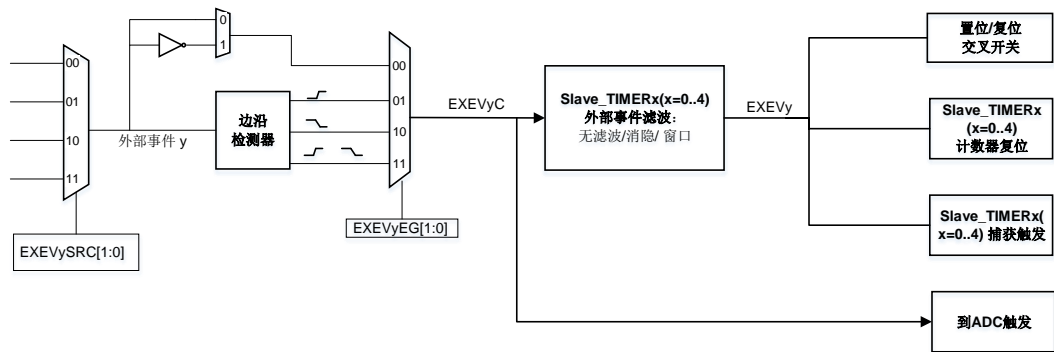 00
01
10
11
EXEVySRC[1:0]
外部事件 y
0
1
边沿
检测器
00
01
10
11
EXEVyEG[1:0]
EXEVyC
Slave_TIMERx(x=0..4)
外部事件滤波：
无滤波/消隐/ 窗口
EXEVy
置位/复位
交叉开关
Slave_TIMERx
(x=0..4)
计数器复位
Slave_TIMERx(
x=0..4) 捕获触发
到ADC触发